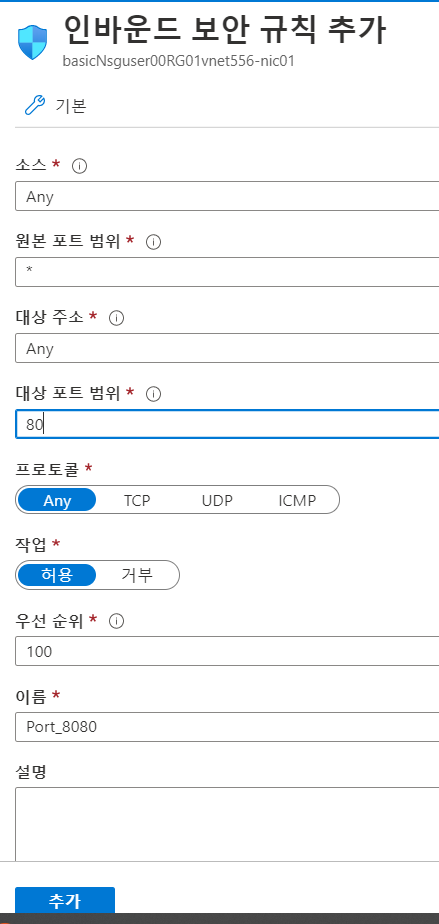 인바운드 보안 규칙 추가
basicNsguser00RG01vnet556-nic01
기본
소스 *
Any
원본 포트 범위 *
*
대상 주소 *
Any
대상 포트 범위 *
80
프로토콜 *
Any TCP UDP ICMP
작업 *
허용 거부
우선 순위 *
100
이름 *
Port_8080
설명
추가